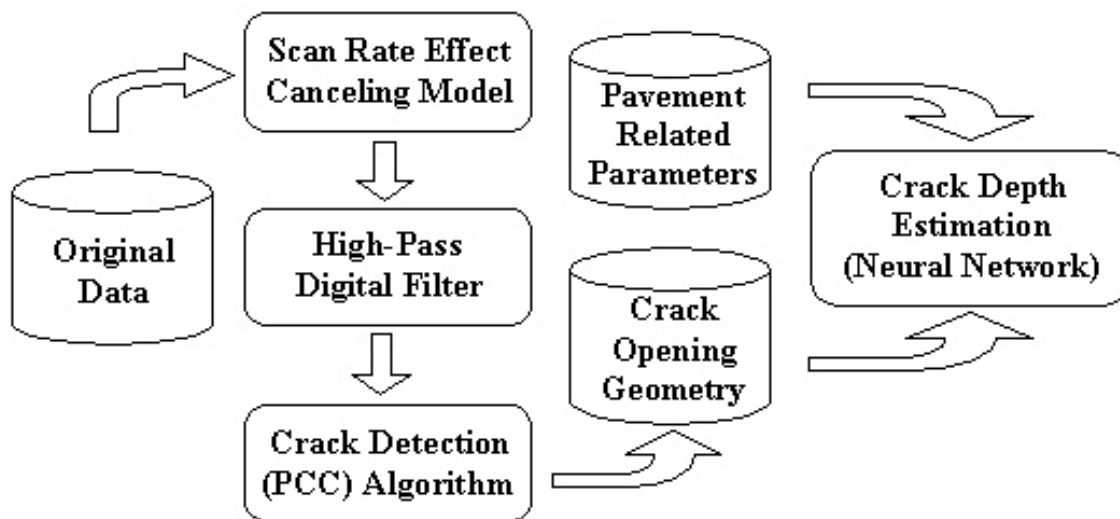 Scan Rate Effect
Canceling Model
Original
Data
High-Pass
Digital Filter
Crack Detection
(PCC) Algorithm
Pavement
Related
Parameters
Crack
Opening
Geometry
Crack Depth
Estimation
(Neural Network)